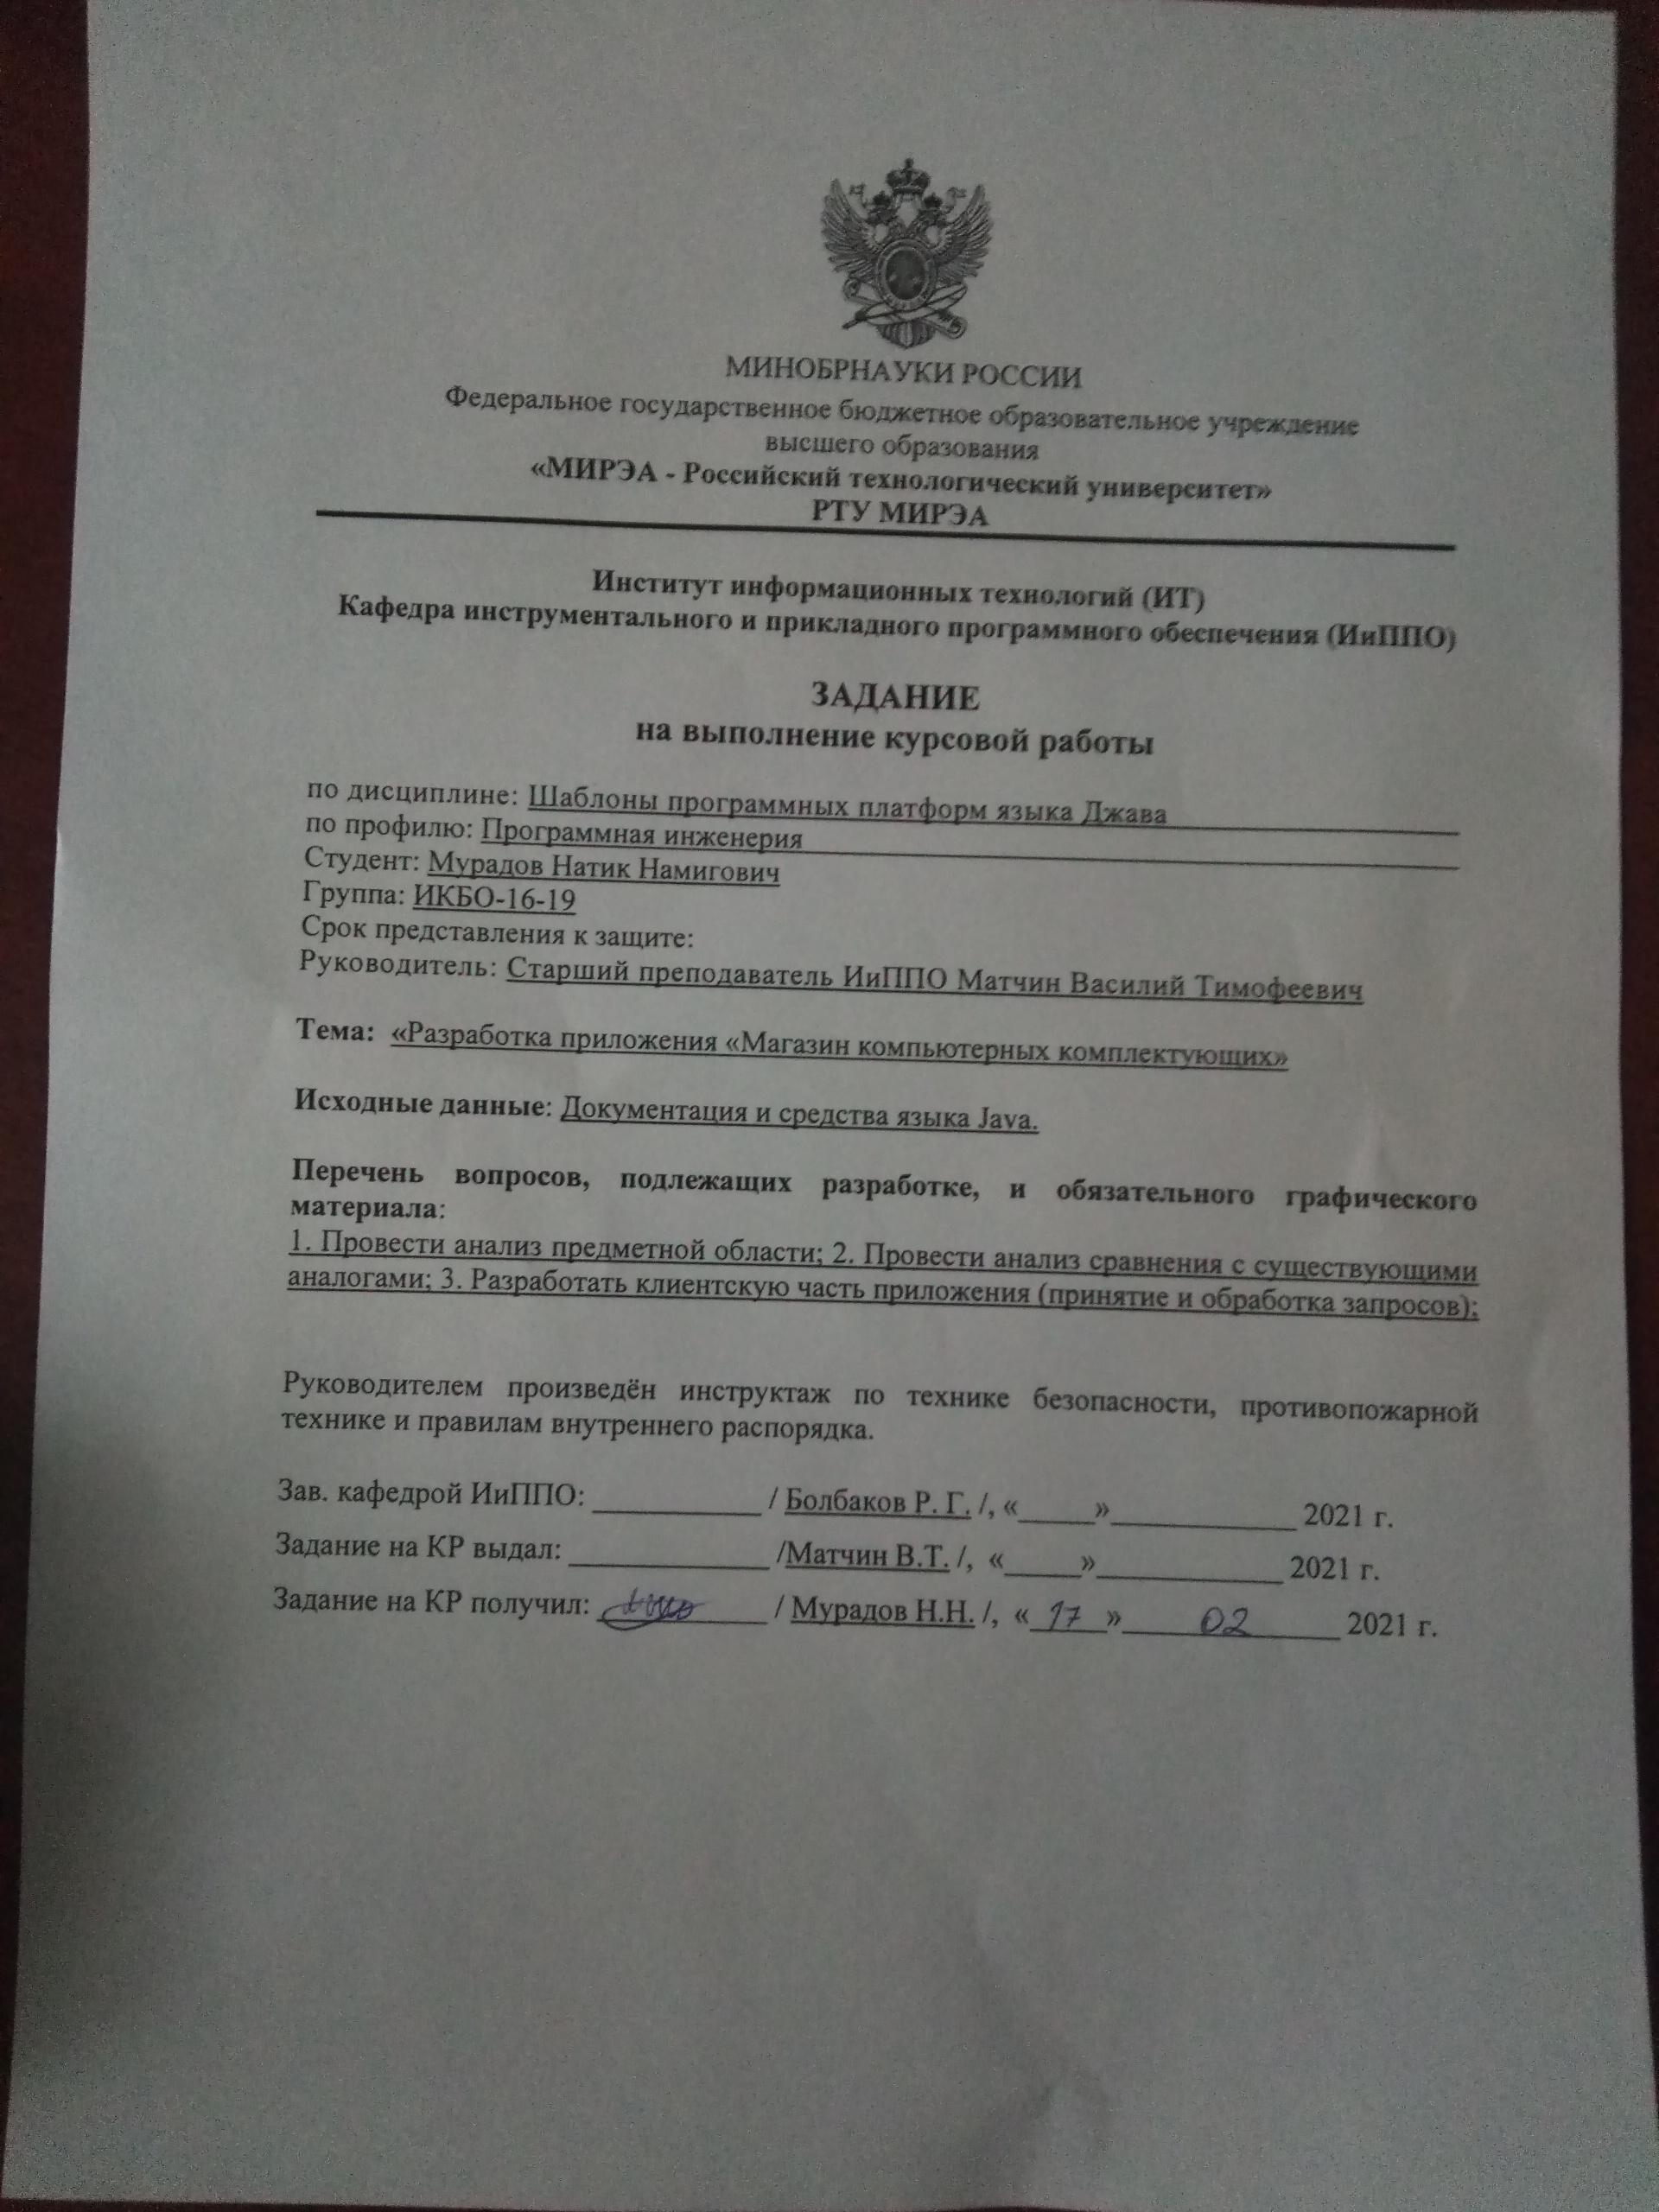 МИНОБРНАУКИ РОССИИ
Федеральное государственное бюджетное образовательное учреждение
высшего образования
«МИРЭА - Российский технологический университет»
РТУ МИРЭА
Институт информационных технологий (ИТ)
Кафедра инструментального и прикладного программного обеспечения (ИиППО)
ЗАДАНИЕ
на выполнение курсовой работы
по дисциплине: Шаблоны программных платформ языка Джава
по профилю: Программная инженерия
Студент: Мурадов Натик Намигович
Группа: ИКБО-16-19
Срок представления к защите:
Руководитель: Старший преподаватель ИиППО Матчин Василий Тимофеевич
Тема: «Разработка приложения «Магазин компьютерных комплектующих»
Исходные данные: Документация и средства языка Java.
Перечень вопросов, подлежащих разработке, и обязательного графического
материала:
1. Провести анализ предметной области; 2. Провести анализ сравнения с существующими
аналогами; 3. Разработать клиентскую часть приложения (принятие и обработка запросов);
Руководителем произведён инструктаж по технике безопасности, противопожарной
технике и правилам внутреннего распорядка.
Зав. кафедрой ИиППО: ____________ / Болбаков Р. Г. /, «_____»_____________ 2021 г.
Задание на КР выдал: ______________ /Матчин В.Т. /, «_____»_____________ 2021 г.
Задание на КР получил: ____________ / Мурадов Н.Н. /, «17» 02 2021 г.